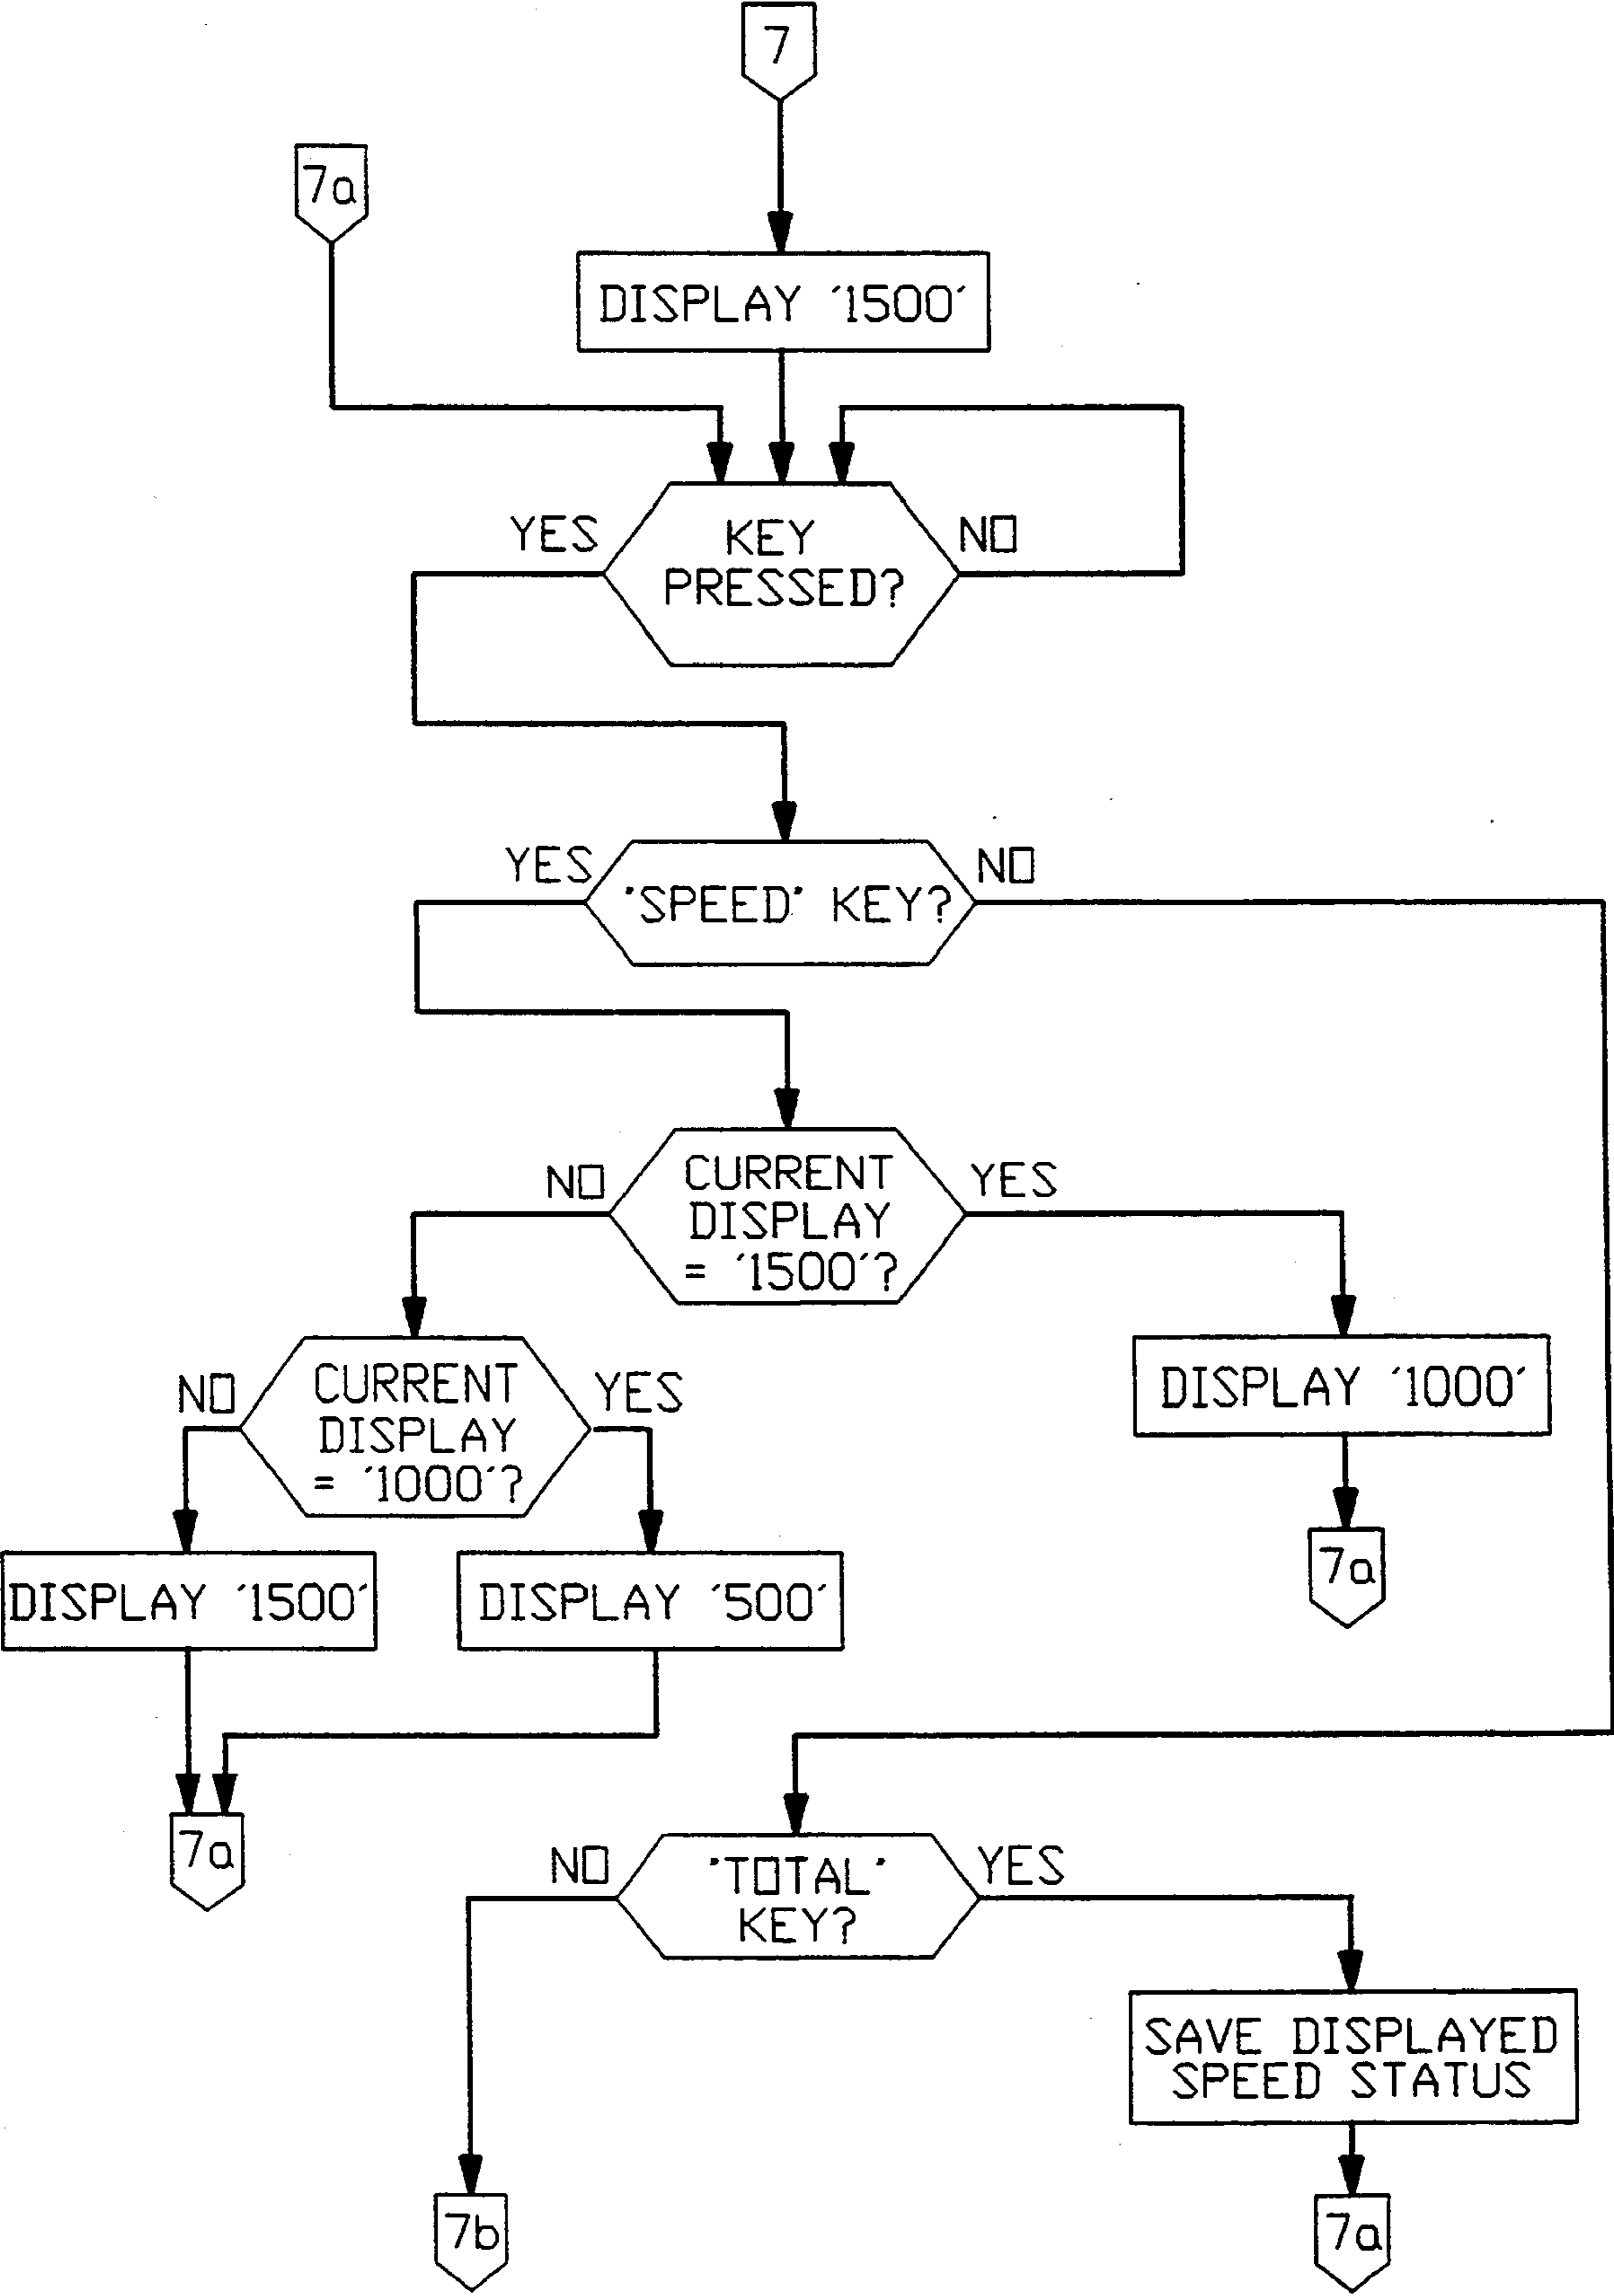 7
7a
DISPLAY '1500'
YES
KEY
PRESSED?
NO
YES
'SPEED' KEY?
NO
NO
CURRENT
DISPLAY
= '1500'?
YES
NO
CURRENT
DISPLAY
= '1000'?
YES
DISPLAY '1000'
7a
DISPLAY '1500'
DISPLAY '500'
7a
NO
'TOTAL'
KEY?
YES
SAVE DISPLAYED
SPEED STATUS
7b
7a